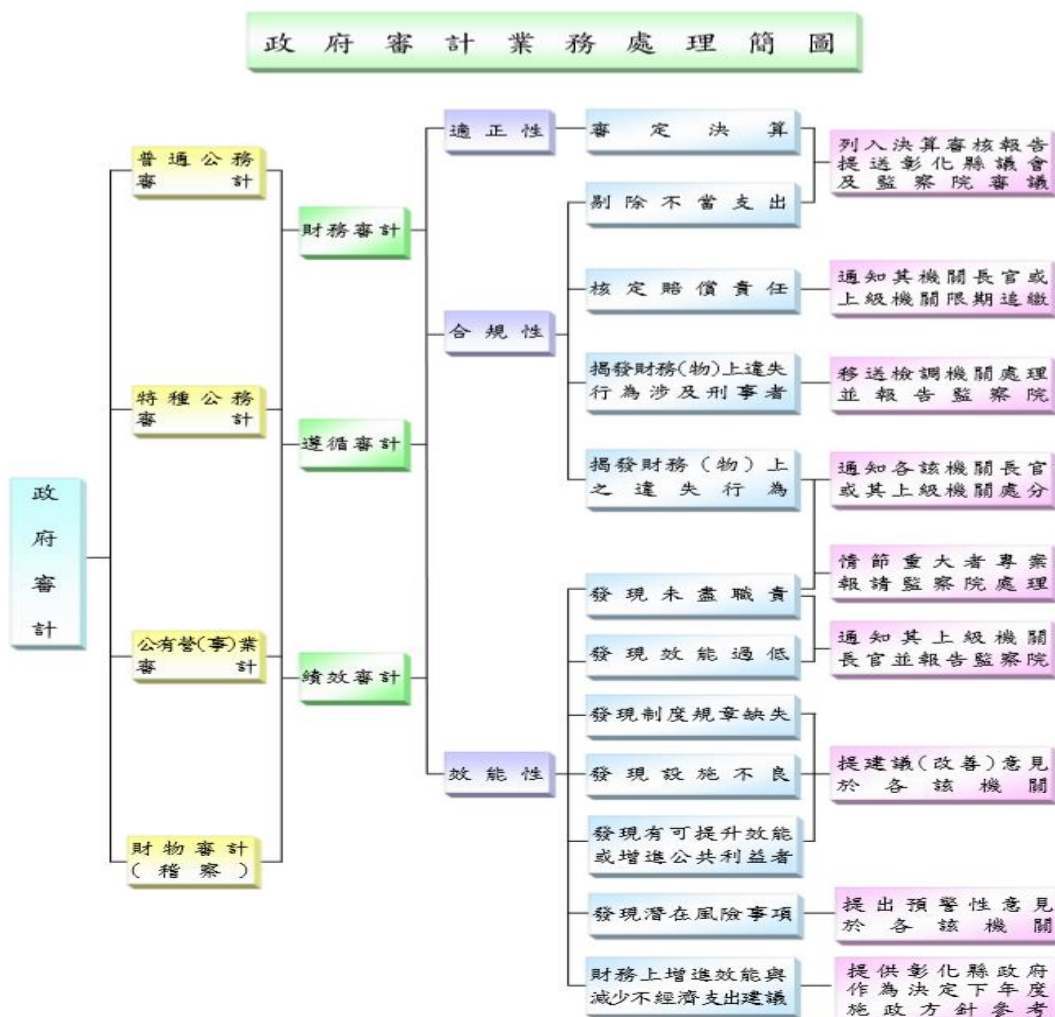 政府審計業務處理簡圖
政府審計
普通公務
審計
特種公務
審計
公有營(事)業
審計
財物審計
(稽察)
財務審計
遵循審計
績效審計
適正性
合規性
效能性
審定決算
剔除不當支出
核定賠償責任
揭發財務(物)上違失
行為涉及刑事者
揭發財務(物)上
之違失行為
發現未盡職責
發現效能過低
發現制度規章缺失
發現設施不良
發現有可提升效能
或增進公共利益者
發現潛在風險事項
財務上增進效能與
減少不經濟支出建議
列入決算審核報告
提送彰化縣議會
及監察院審議
通知其機關長官或
上級機關限期追繳
移送檢調機關處理
並報告監察院
通知各該機關長官
或其上級機關處分
情節重大者專案
報請監察院處理
通知其上級機關
長官並報告監察院
提建議(改善)意見
於各該機關
提出預警性意見
於各該機關
提供彰化縣政府
作為決定下年度
施政方針參考